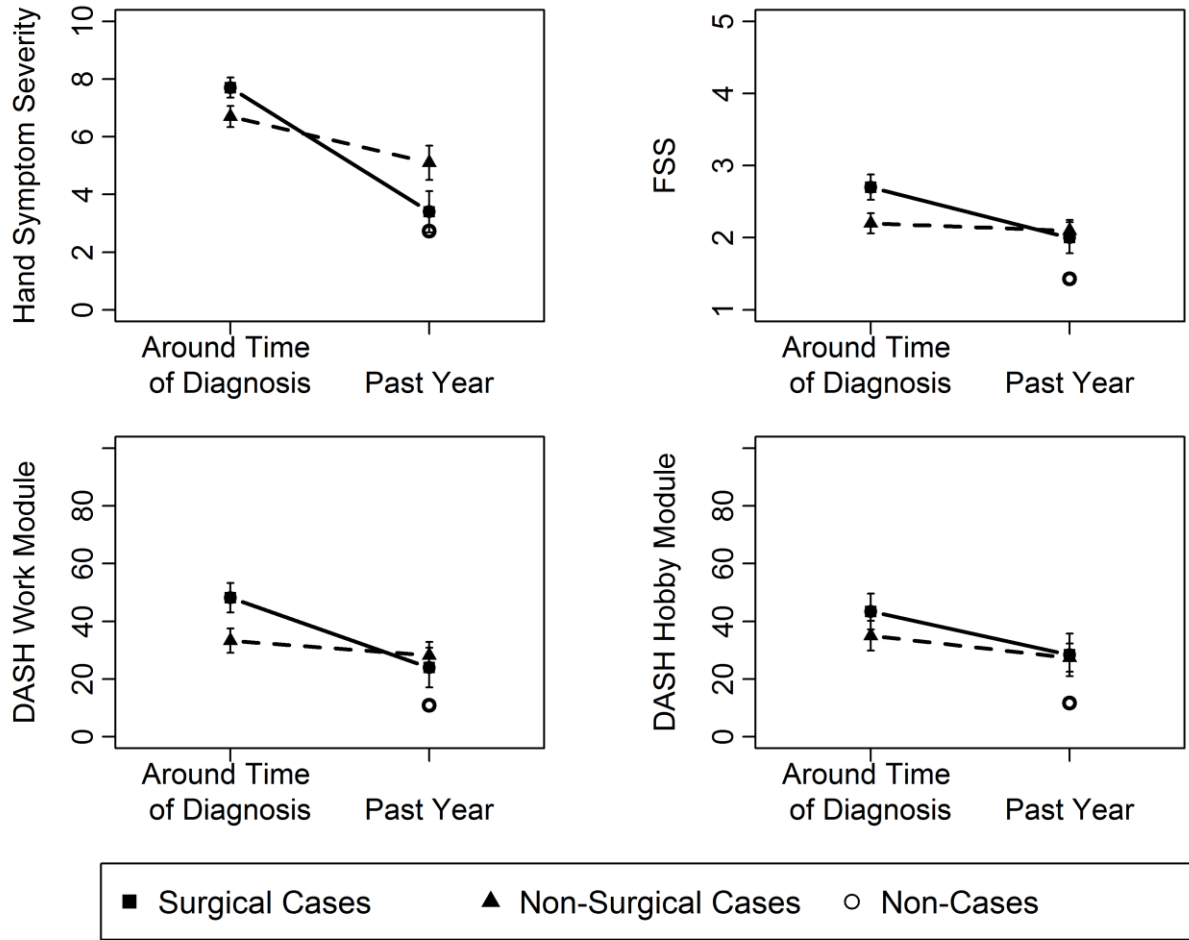 Hand Symptom Severity
0 2 4 6 8 10
Around Time
of Diagnosis
Past Year
FSS
1 2 3 4 5
Around Time
of Diagnosis
Past Year
DASH Work Module
0 20 40 60 80
Around Time
of Diagnosis
Past Year
DASH Hobby Module
0 20 40 60 80
Around Time
of Diagnosis
Past Year
Surgical Cases Non-Surgical Cases Non-Cases